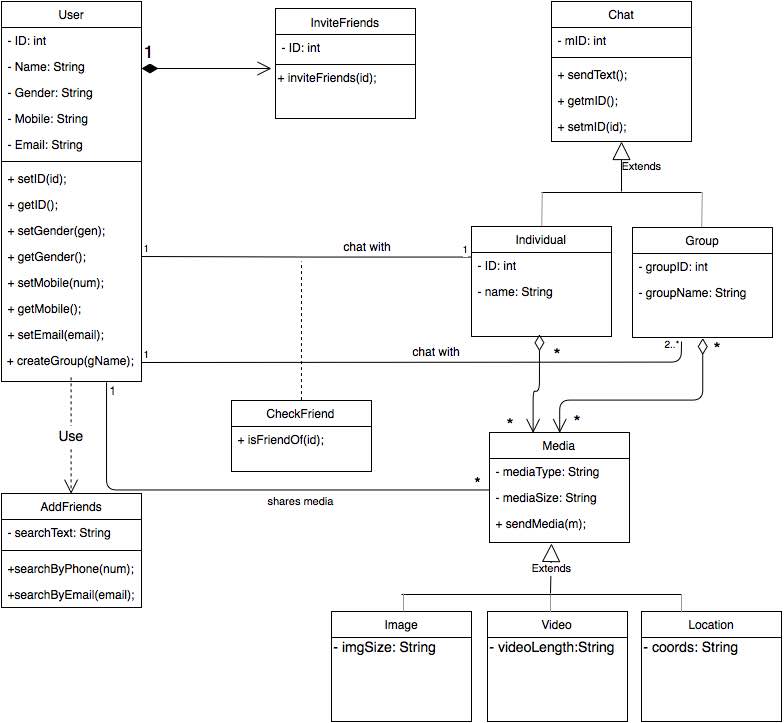 User
- ID: int
- Name: String
- Gender: String
- Mobile: String
- Email: String
+ setID(id);
+ getID();
+ setGender(gen);
+ getGender();
+ setMobile(num);
+ getMobile();
+ setEmail(email);
+ createGroup(gName);
1
InviteFriends
- ID: int
+ inviteFriends(id);
Chat
- mID: int
+ sendText();
+ getmID();
+ setmID(id);
Extends
1
chat with
1
Individual
- ID: int
- name: String
Group
- groupID: int
- groupName: String
1
chat with
2..*
*
*
1
Use
CheckFriend
+ isFriendOf(id);
*
*
Media
- mediaType: String
- mediaSize: String
+ sendMedia(m);
*
shares media
AddFriends
- searchText: String
+searchByPhone(num);
+searchByEmail(email);
Extends
Image
- imgSize: String
Video
- videoLength:String
Location
- coords: String